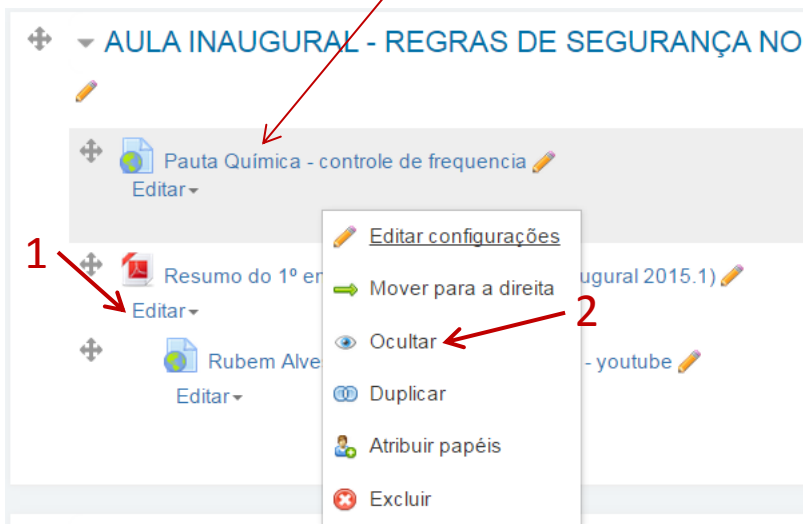 AULA INAUGURAL - REGRAS DE SEGURANÇA NO
Pauta Química - controle de frequencia
Editar
Editar configurações
1
Resumo do 1º er
ugural 2015.1)
Mover para a direita
Editar
2
Ocultar
Rubem Alve
- youtube
Editar
Duplicar
Atribuir papéis
Excluir